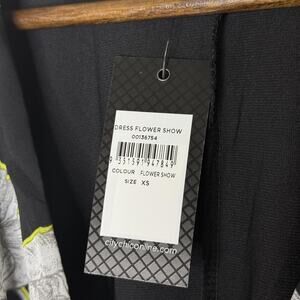 DRESS FLOWER SHOW
00136754
9 351391 947849
COLOUR FLOWER SHOW
SIZE XS
citychiconline.com